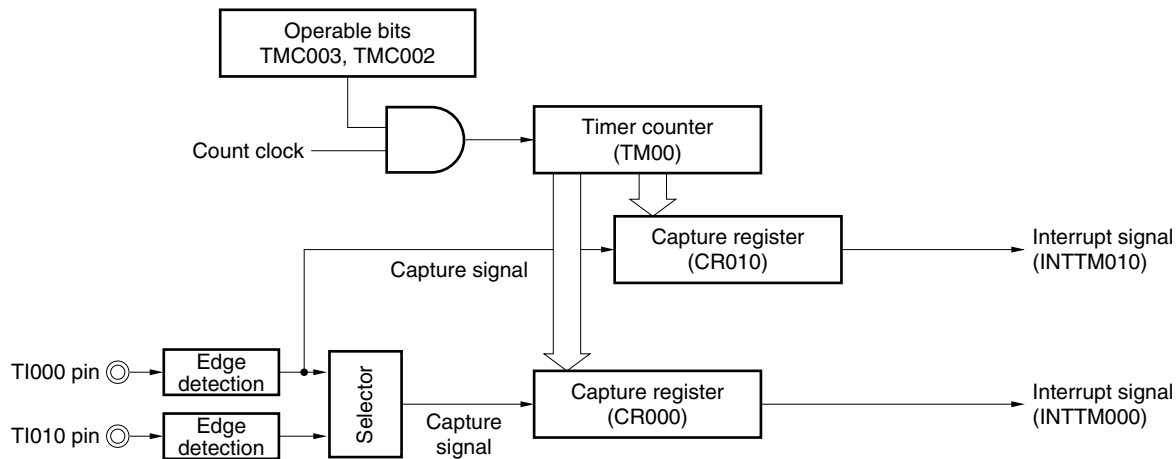 Operable bits
TMC003, TMC002
Count clock
Timer counter
(TM00)
Capture register
(CR010)
Interrupt signal
(INTTM010)
Capture signal
TI000 pin
Edge
detection
Selector
Capture register
(CR000)
Interrupt signal
(INTTM000)
Capture
signal
TI010 pin
Edge
detection